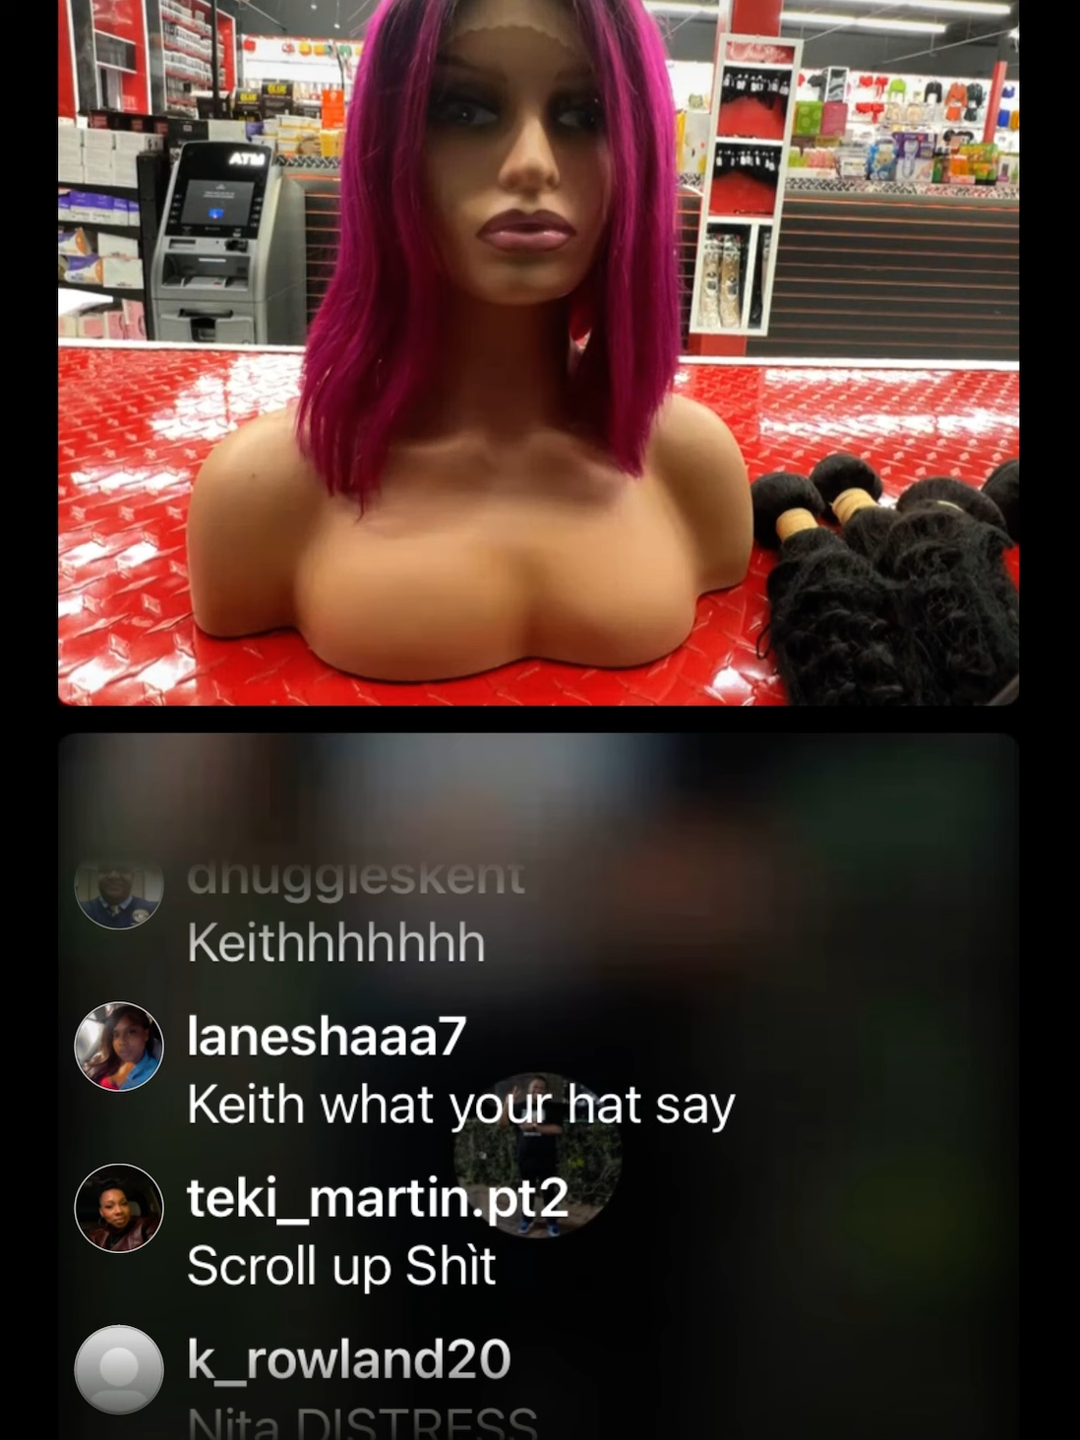 ATM
dhuggieskent
Keithhhhhhh
laneshaaa7
Keith what your hat say
teki_martin.pt2
Scroll up Shìt
k_rowland20
Nita DISTRESS